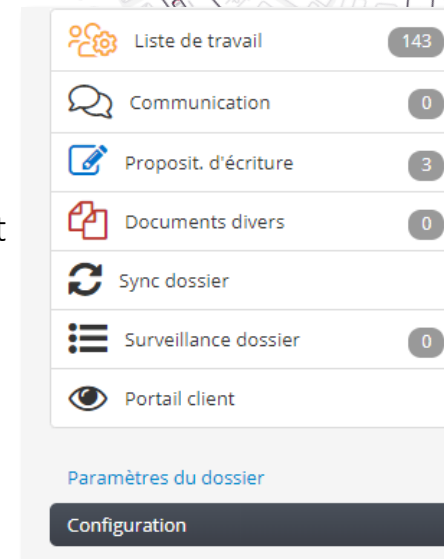 Liste de travail 143
Communication 0
Proposit. d'écriture 3
t
Documents divers 0
Sync dossier
Surveillance dossier 0
Portail client
Paramètres du dossier
Configuration